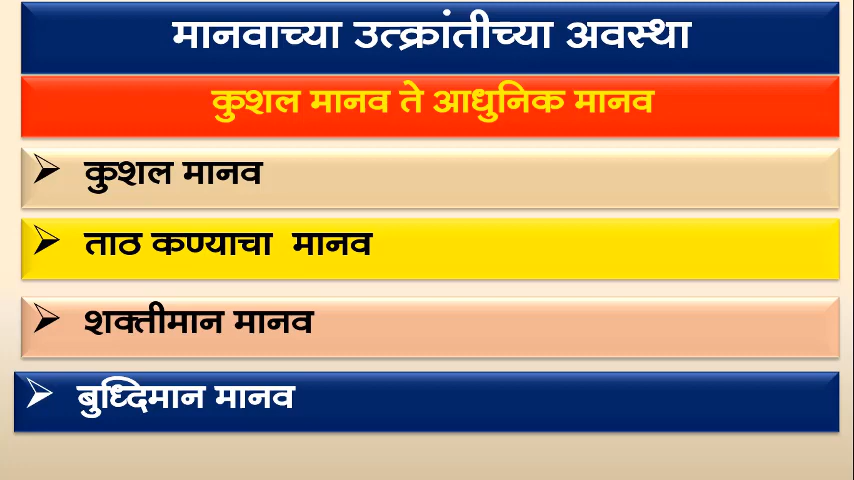 मानवाच्या उत्क्रांतीच्या अवस्था
कुशल मानव ते आधुनिक मानव
कुशल मानव
ताठ कण्याचा मानव
शक्तीमान मानव
बुध्दिमान मानव